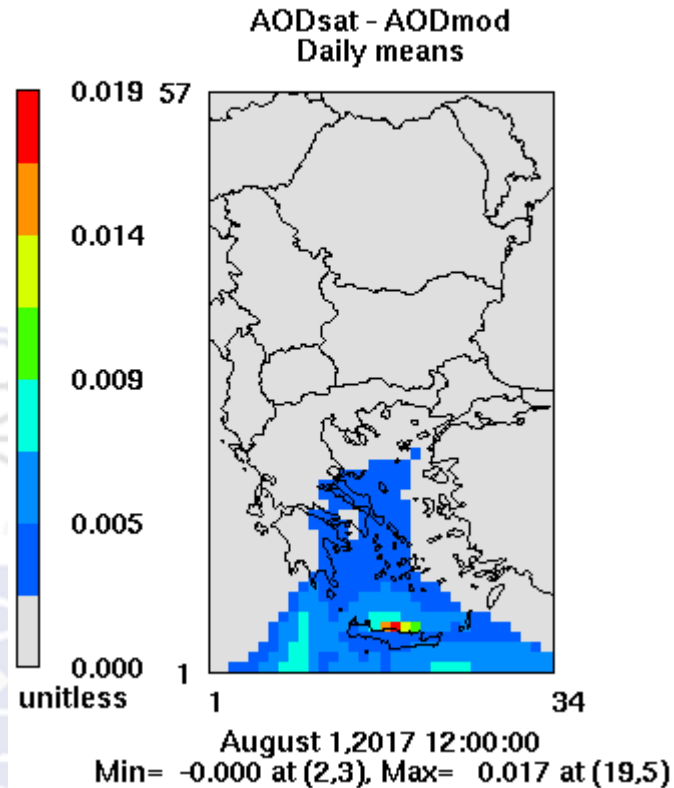 AODsat - AODmod
Daily means
0.019
0.014
0.009
0.005
0.000
unitless
57
1
1
34
August 1,2017 12:00:00
Min= -0.000 at (2,3), Max= 0.017 at (19,5)